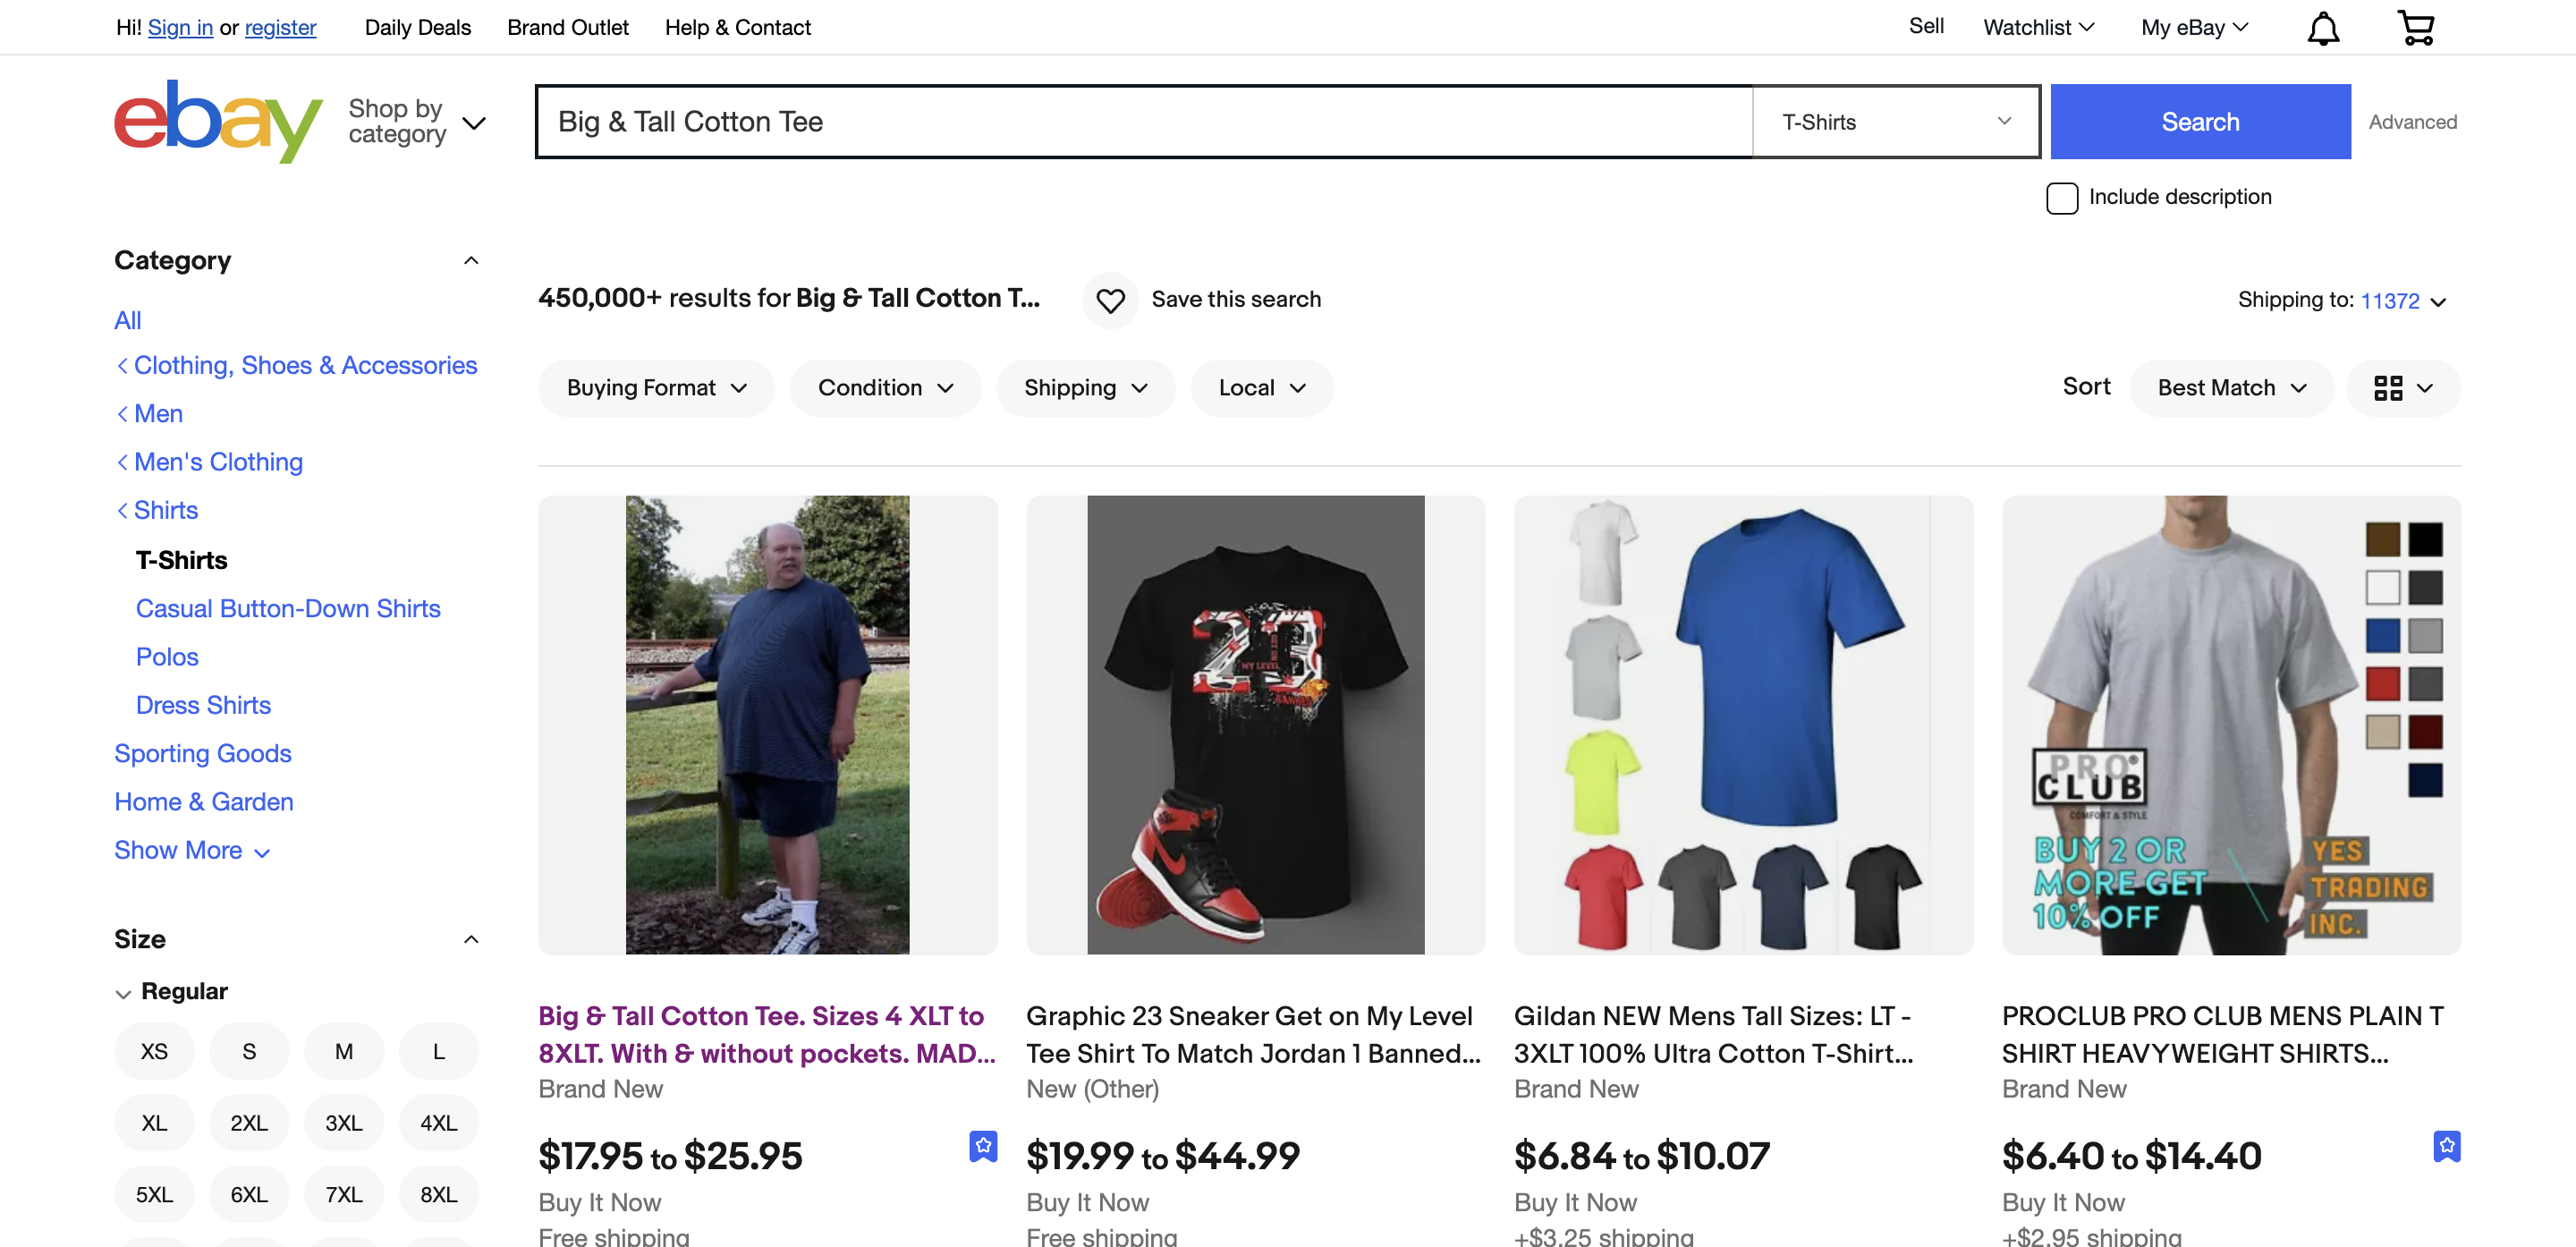 Hi! Sign in or register Daily Deals Brand Outlet Help & Contact Sell Watchlist My eBay
ebay
Shop by
category
Big & Tall Cotton Tee
T-Shirts
Search
Advanced
Include description
Category
All
Clothing, Shoes & Accessories
Men
Men's Clothing
Shirts
T-Shirts
Casual Button-Down Shirts
Polos
Dress Shirts
Sporting Goods
Home & Garden
Show More
Size
Regular
XS S M L
XL 2XL 3XL 4XL
5XL 6XL 7XL 8XL
450,000+ results for Big & Tall Cotton T...
Save this search
Shipping to: 11372
Buying Format Condition Shipping Local
Sort Best Match
23
MY LEVEL
BANNED
PRO®
CLUB
COMFORT & STYLE
BUY 2 OR
MORE GET
10% OFF
YES
TRADING
INC.
Big & Tall Cotton Tee. Sizes 4 XLT to
8XLT. With & without pockets. MAD...
Brand New
$17.95 to $25.95
Buy It Now
Free shipping
Graphic 23 Sneaker Get on My Level
Tee Shirt To Match Jordan 1 Banned...
New (Other)
$19.99 to $44.99
Buy It Now
Free shipping
Gildan NEW Mens Tall Sizes: LT -
3XLT 100% Ultra Cotton T-Shirt...
Brand New
$6.84 to $10.07
Buy It Now
+$3.25 shipping
PROCLUB PRO CLUB MENS PLAIN T
SHIRT HEAVYWEIGHT SHIRTS...
Brand New
$6.40 to $14.40
Buy It Now
+$2.95 shipping